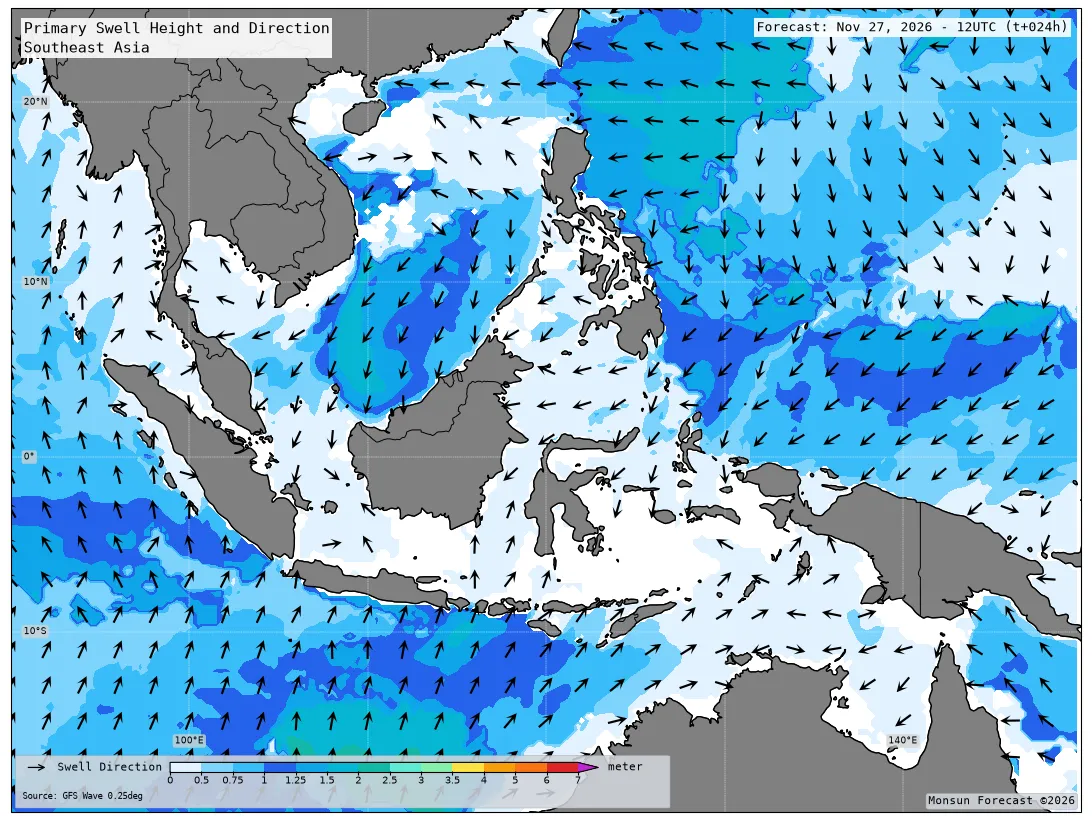 Primary Swell Height and Direction
Southeast Asia
Forecast: Nov 27, 2026 - 12UTC (t+024h)
20°N
10°N
0°
10°S
100°E
140°E
Swell Direction
0 0.5 0.75 1 1.25 1.5 2 2.5 3 3.5 4 5 6 7
meter
Source: GFS Wave 0.25deg
Monsun Forecast ©2026